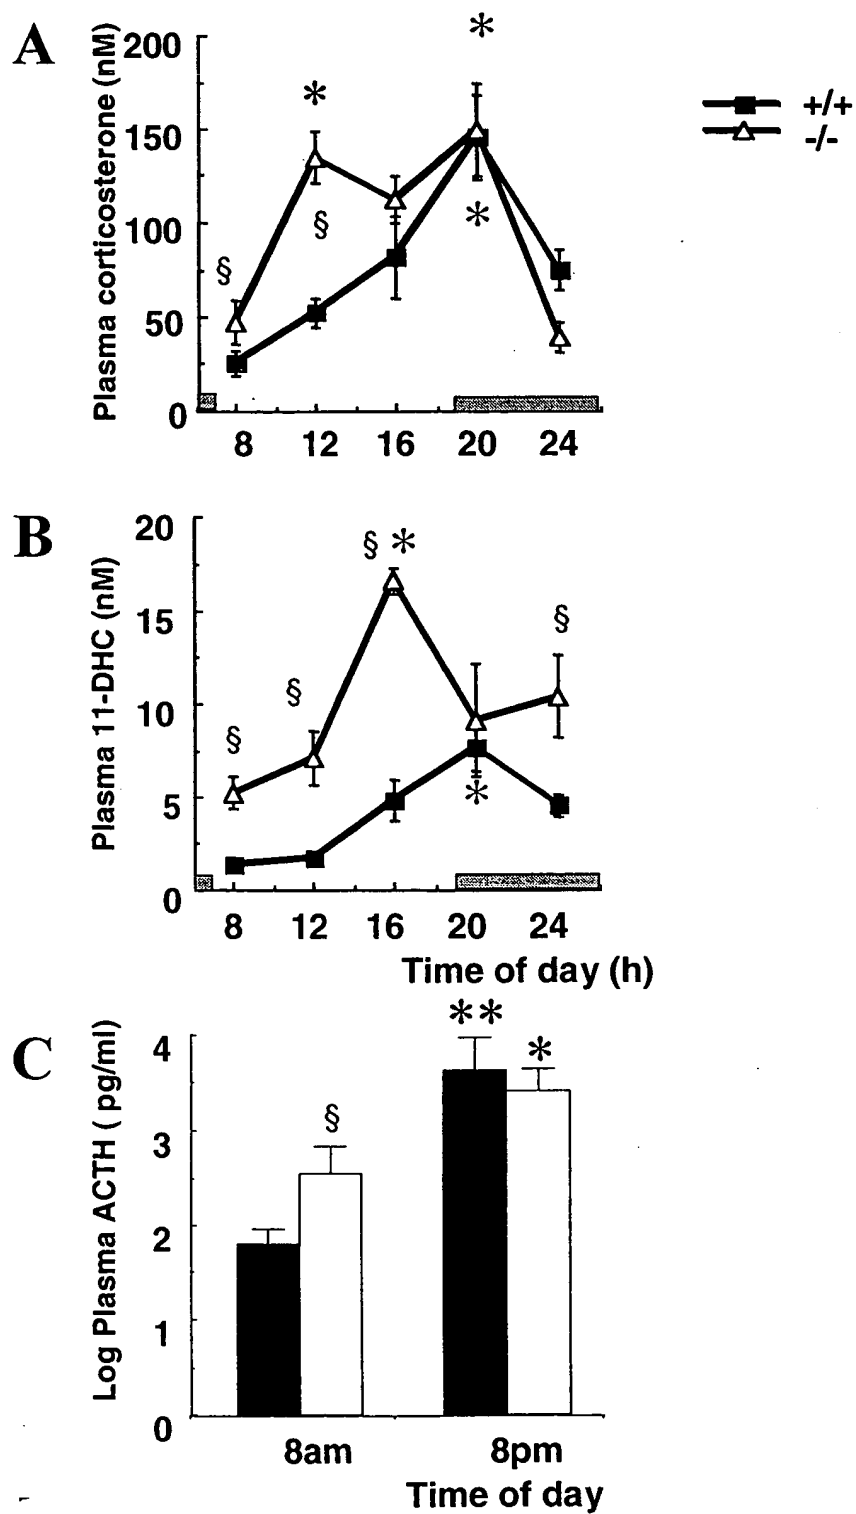 A
Plasma corticosterone (nM)
200
150
100
50
0
*
*
§
§
*
8 12 16 20 24
+/+
-/-
B
Plasma 11-DHC (nM)
20
15
10
5
0
§ *
§
§
§
*
8 12 16 20 24
Time of day (h)
C
Log Plasma ACTH ( pg/ml)
4
3
2
1
0
§
**
*
8am 8pm
Time of day